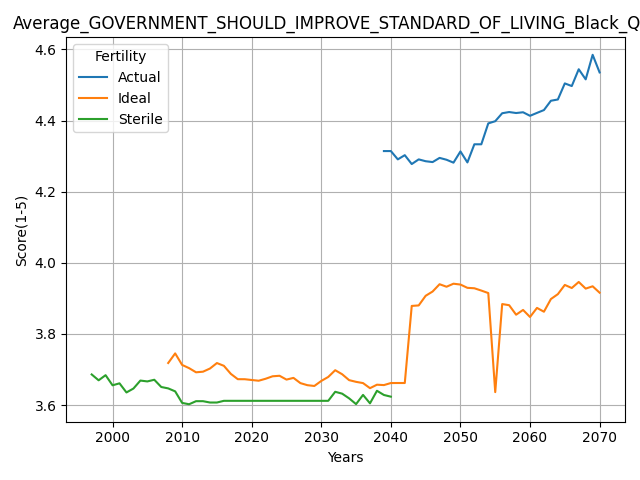 Average_GOVERNMENT_SHOULD_IMPROVE_STANDARD_OF_LIVING_Black_Q
Fertility
Actual
Ideal
Sterile
Score(1-5)
4.6
4.4
4.2
4.0
3.8
3.6
2000 2010 2020 2030 2040 2050 2060 2070
Years